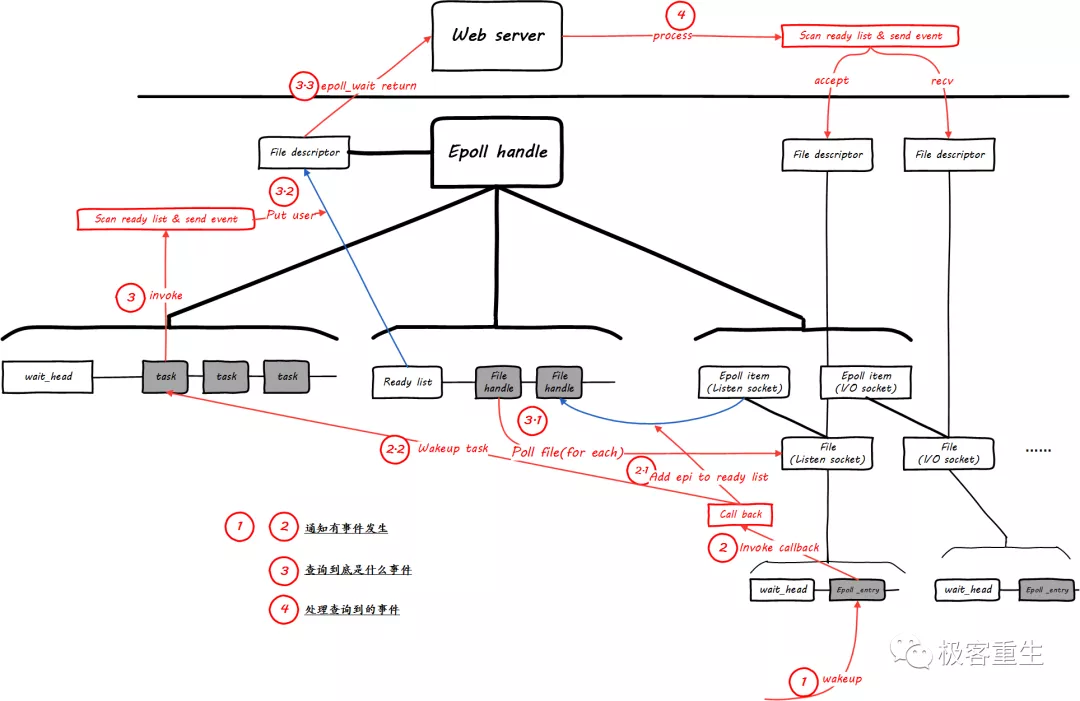 Web server
4
process
Scan ready list & send event
3·3
epoll_wait return
accept
recv
File descriptor
Epoll handle
File descriptor
File descriptor
3·2
Put user
Scan ready list & send event
3
invoke
wait_head
task
task
task
Ready list
File
handle
File
handle
Epoll item
(Listen socket)
Epoll item
(I/O socket)
3·1
2·2
Wakeup task
Poll file(for each)
File
(Listen socket)
File
(I/O socket)
......
2·1
Add epi to ready list
Call back
1
2
通知有事件发生
2
Invoke callback
3
查询到底是什么事件
wait_head
Epoll _entry
wait_head
Epoll _entry
4
处理查询到的事件
极客重生
1
wakeup